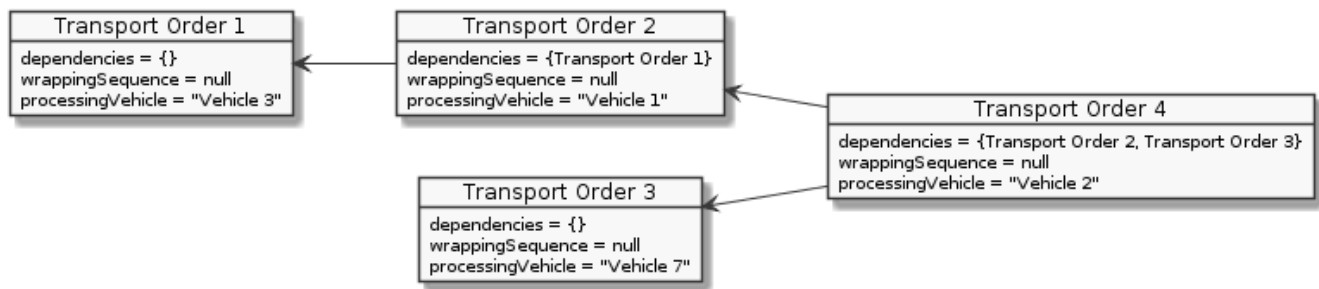 Transport Order 1
dependencies = {}
wrappingSequence = null
processingVehicle = "Vehicle 3"
Transport Order 2
dependencies = {Transport Order 1}
wrappingSequence = null
processingVehicle = "Vehicle 1"
Transport Order 3
dependencies = {}
wrappingSequence = null
processingVehicle = "Vehicle 7"
Transport Order 4
dependencies = {Transport Order 2, Transport Order 3}
wrappingSequence = null
processingVehicle = "Vehicle 2"